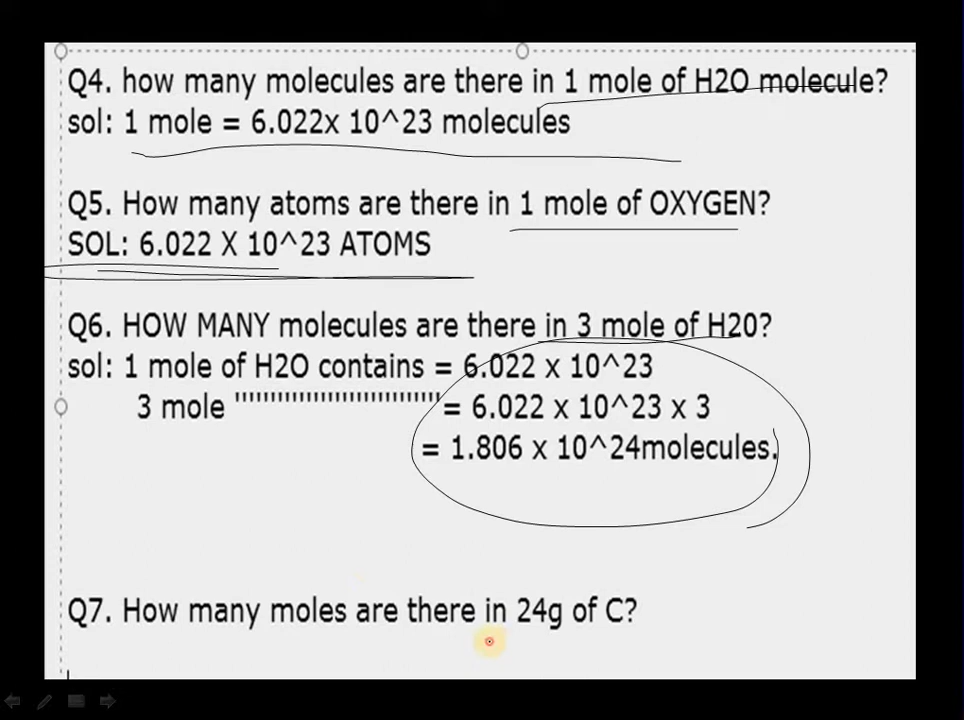 Q4. how many molecules are there in 1 mole of H2O molecule?
sol: 1 mole = 6.022x 10^23 molecules
Q5. How many atoms are there in 1 mole of OXYGEN?
SOL: 6.022 X 10^23 ATOMS
Q6. HOW MANY molecules are there in 3 mole of H20?
sol: 1 mole of H2O contains = 6.022 x 10^23
3 mole '''''''''''''''''''''''''''''= 6.022 x 10^23 x 3
= 1.806 x 10^24molecules.
Q7. How many moles are there in 24g of C?